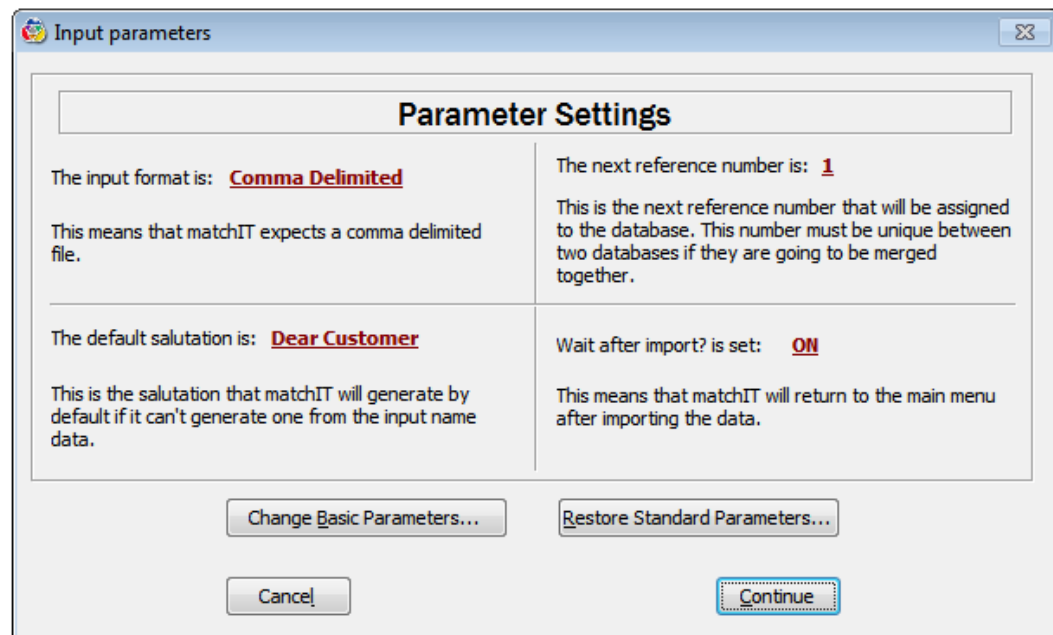 Input parameters
Parameter Settings
The input format is: Comma Delimited
This means that matchIT expects a comma delimited
file.
The next reference number is: 1
This is the next reference number that will be assigned
to the database. This number must be unique between
two databases if they are going to be merged
together.
The default salutation is: Dear Customer
This is the salutation that matchIT will generate by
default if it can't generate one from the input name
data.
Wait after import? is set: ON
This means that matchIT will return to the main menu
after importing the data.
Change Basic Parameters...
Restore Standard Parameters...
Cancel
Continue